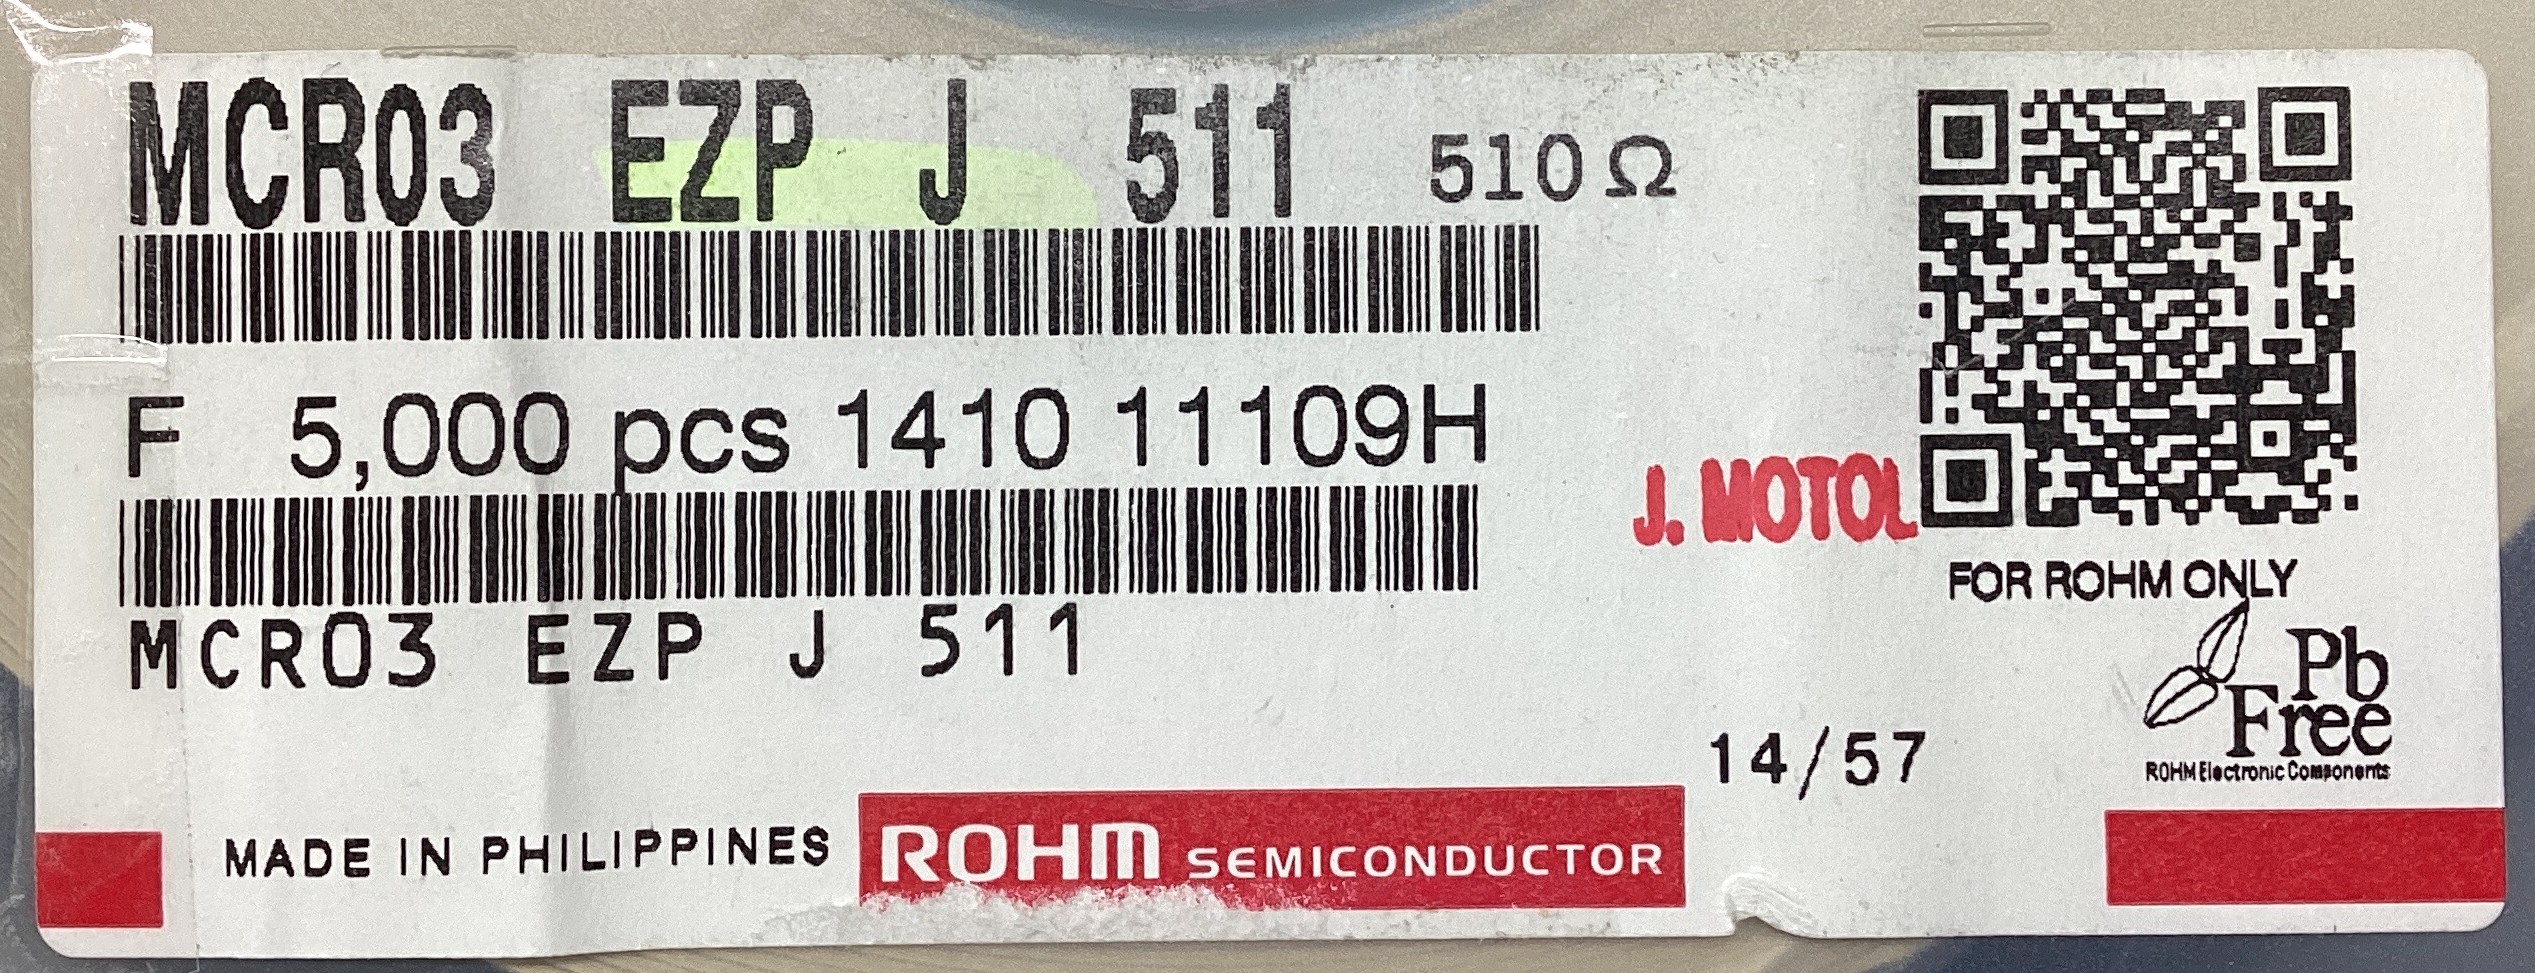 MCR03 EZP J 511 510Ω
F 5,000 pcs 1410 11109H
J. MOTOL
MCR03 EZP J 511
FOR ROHM ONLY
Pb
Free
ROHM Electronic Components
14/57
MADE IN PHILIPPINES
ROHM SEMICONDUCTOR